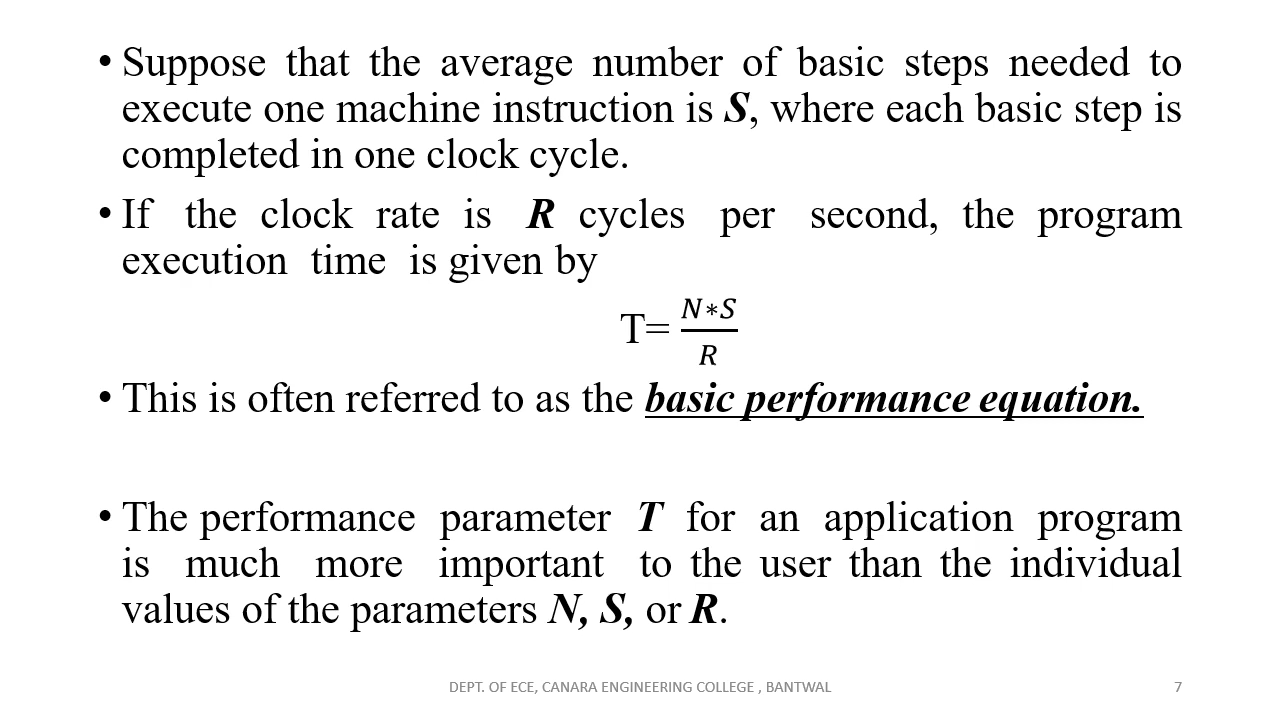 • Suppose that the average number of basic steps needed to
execute one machine instruction is S, where each basic step is
completed in one clock cycle.
• If the clock rate is R cycles per second, the program
execution time is given by
T= N∗S
R
• This is often referred to as the basic performance equation.
• The performance parameter T for an application program
is much more important to the user than the individual
values of the parameters N, S, or R.
DEPT. OF ECE, CANARA ENGINEERING COLLEGE , BANTWAL 7